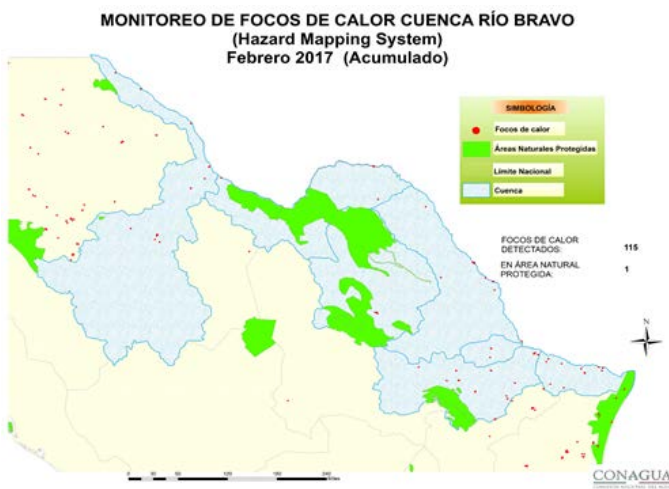 MONITOREO DE FOCOS DE CALOR CUENCA RÍO BRAVO
(Hazard Mapping System)
Febrero 2017 (Acumulado)
SIMBOLOGÍA
Focos de calor
Áreas Naturales Protegidas
Límite Nacional
Cuenca
FOCOS DE CALOR
DETECTADOS: 115
EN ÁREA NATURAL
PROTEGIDA: 1
N
CONAGUA